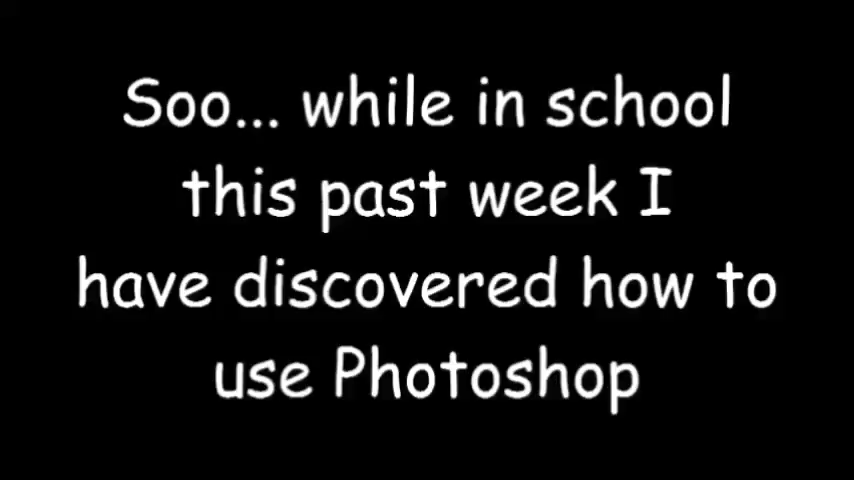 Soo... while in school
this past week I
have discovered how to
use Photoshop